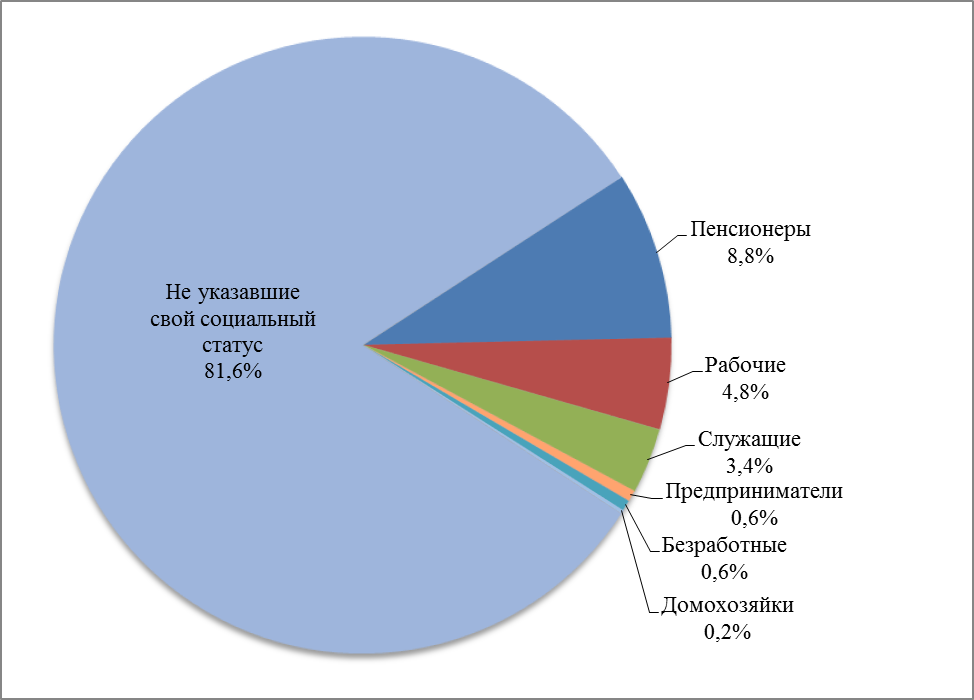 Не указавшие
свой социальный
статус
81,6%
Пенсионеры
8,8%
Рабочие
4,8%
Служащие
3,4%
Предприниматели
0,6%
Безработные
0,6%
Домохозяйки
0,2%